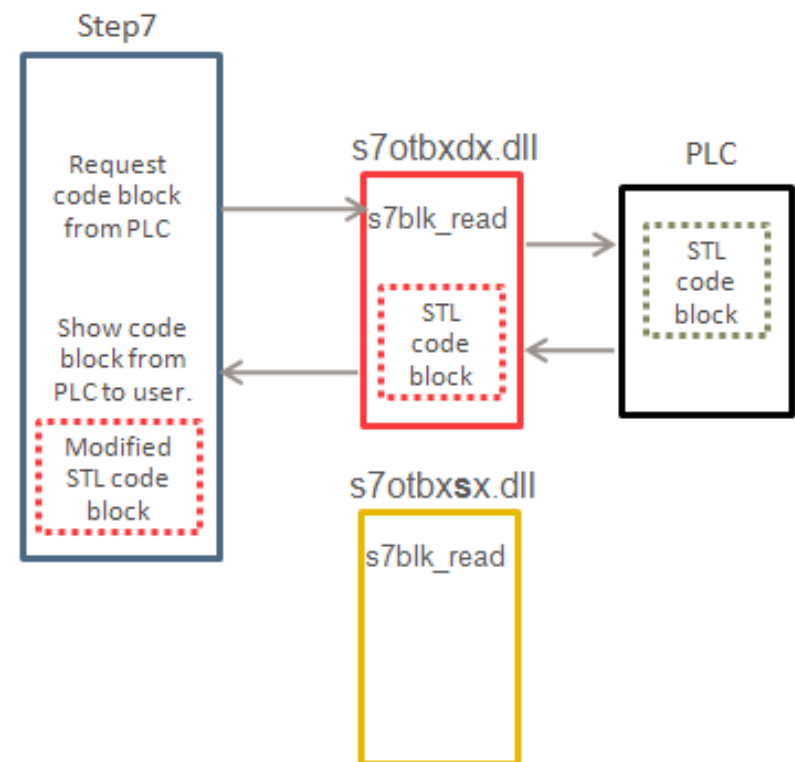 Step7
Request
code block
from PLC
Show code
block from
PLC to user.
Modified
STL code
block
s7otbxdx.dll
s7blk_read
STL
code
block
PLC
STL
code
block
s7otbxsx.dll
s7blk_read